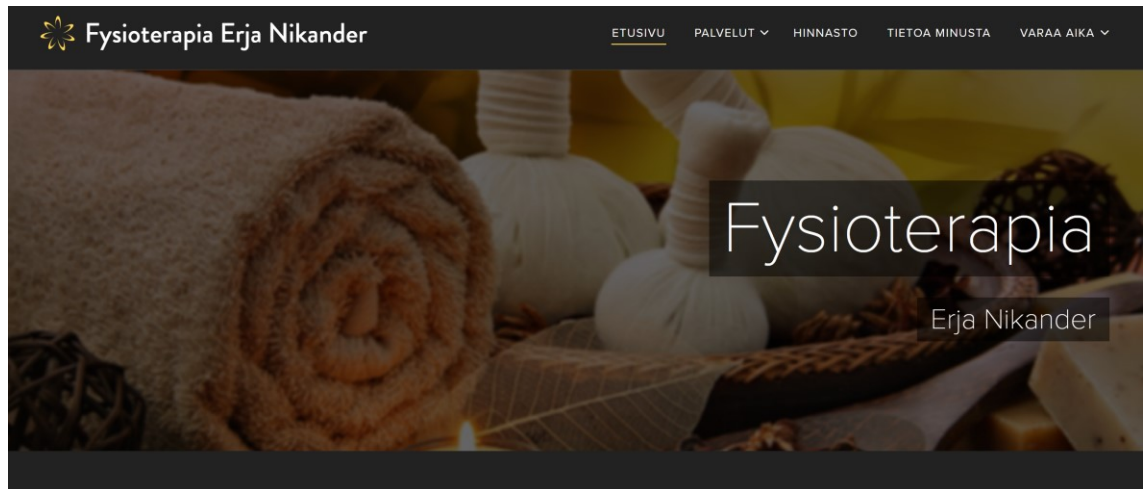 Fysioterapia Erja Nikander
ETUSIVU PALVELUT HINNASTO TIETOA MINUSTA VARAA AIKA
Fysioterapia
Erja Nikander